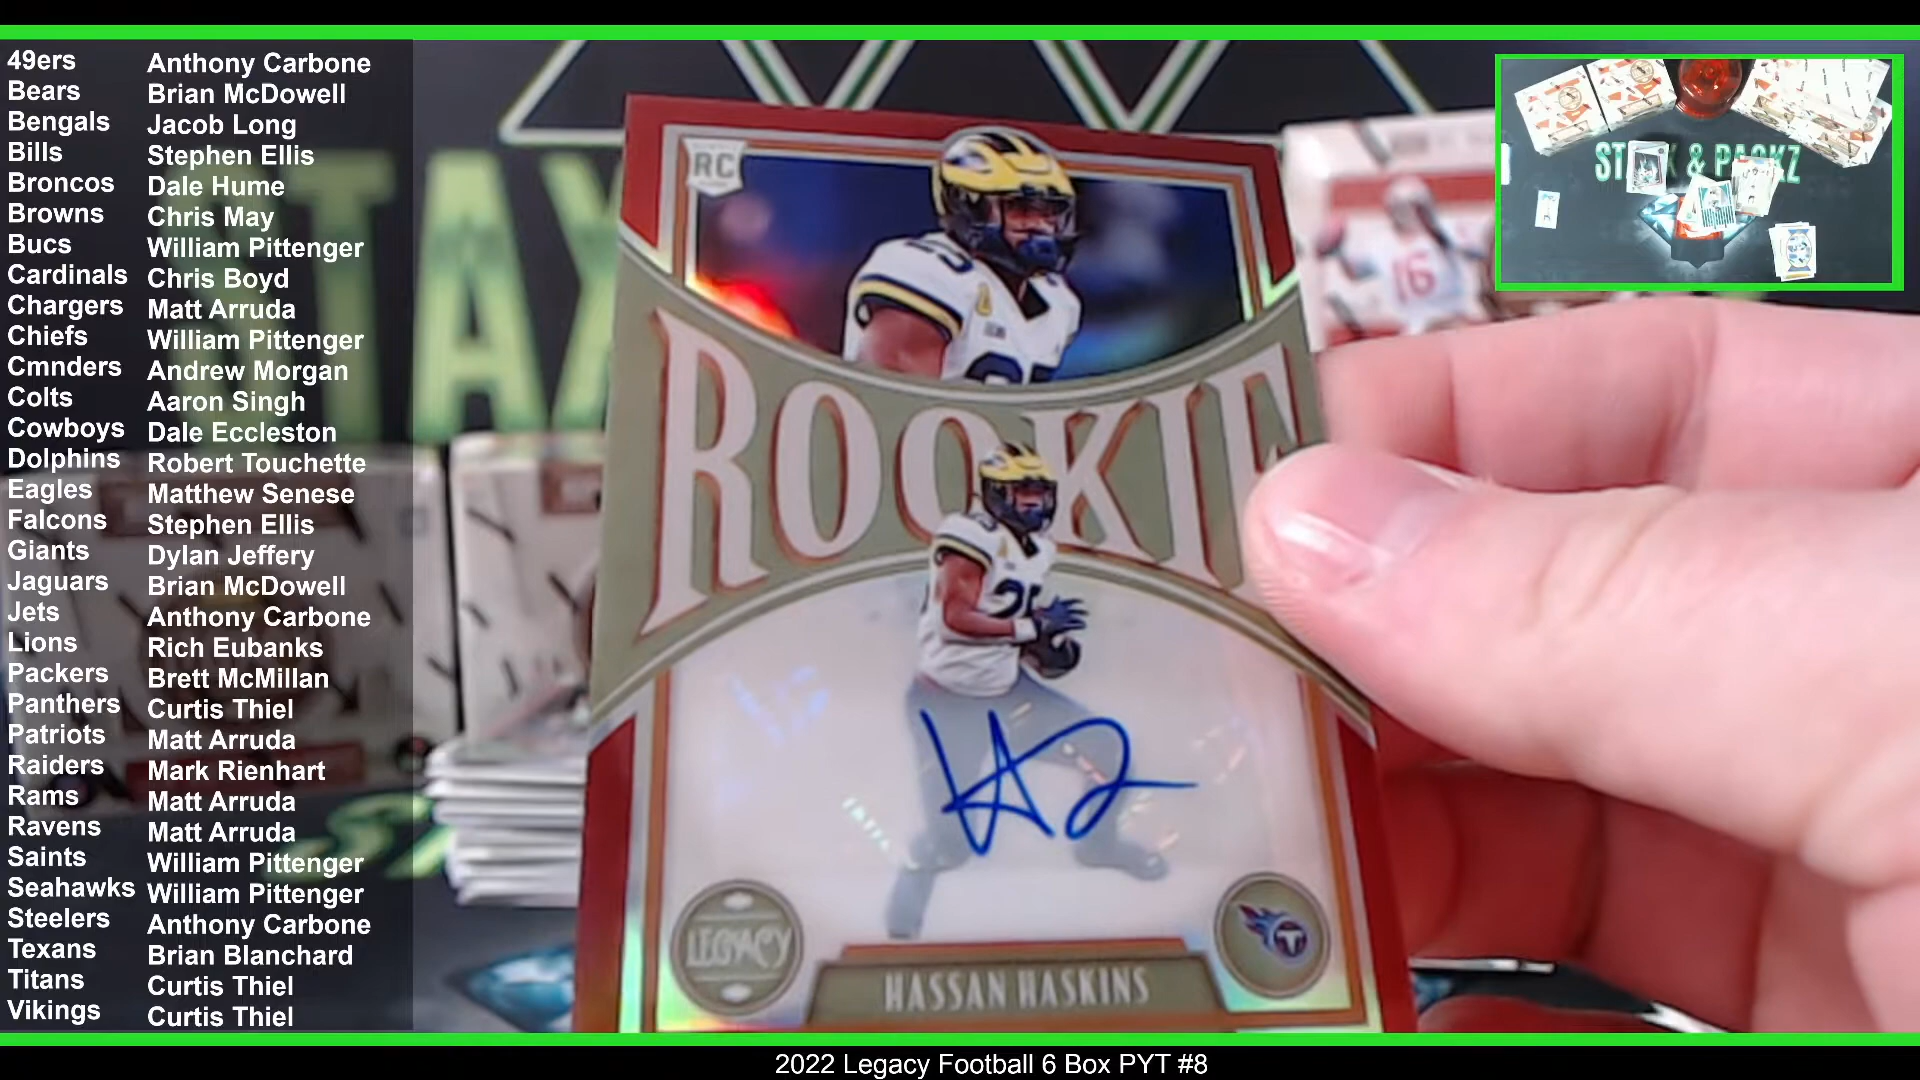 49ers Anthony Carbone
Bears Brian McDowell
Bengals Jacob Long
Bills Stephen Ellis
Broncos Dale Hume
Browns Chris May
Bucs William Pittenger
Cardinals Chris Boyd
Chargers Matt Arruda
Chiefs William Pittenger
Cmnders Andrew Morgan
Colts Aaron Singh
Cowboys Dale Eccleston
Dolphins Robert Touchette
Eagles Matthew Senese
Falcons Stephen Ellis
Giants Dylan Jeffery
Jaguars Brian McDowell
Jets Anthony Carbone
Lions Rich Eubanks
Packers Brett McMillan
Panthers Curtis Thiel
Patriots Matt Arruda
Raiders Mark Rienhart
Rams Matt Arruda
Ravens Matt Arruda
Saints William Pittenger
Seahawks William Pittenger
Steelers Anthony Carbone
Texans Brian Blanchard
Titans Curtis Thiel
Vikings Curtis Thiel
STAX
RC
ROOKIE
LEGACY
T
HASSAN HASKINS
16
2022 Legacy Football 6 Box PYT #8